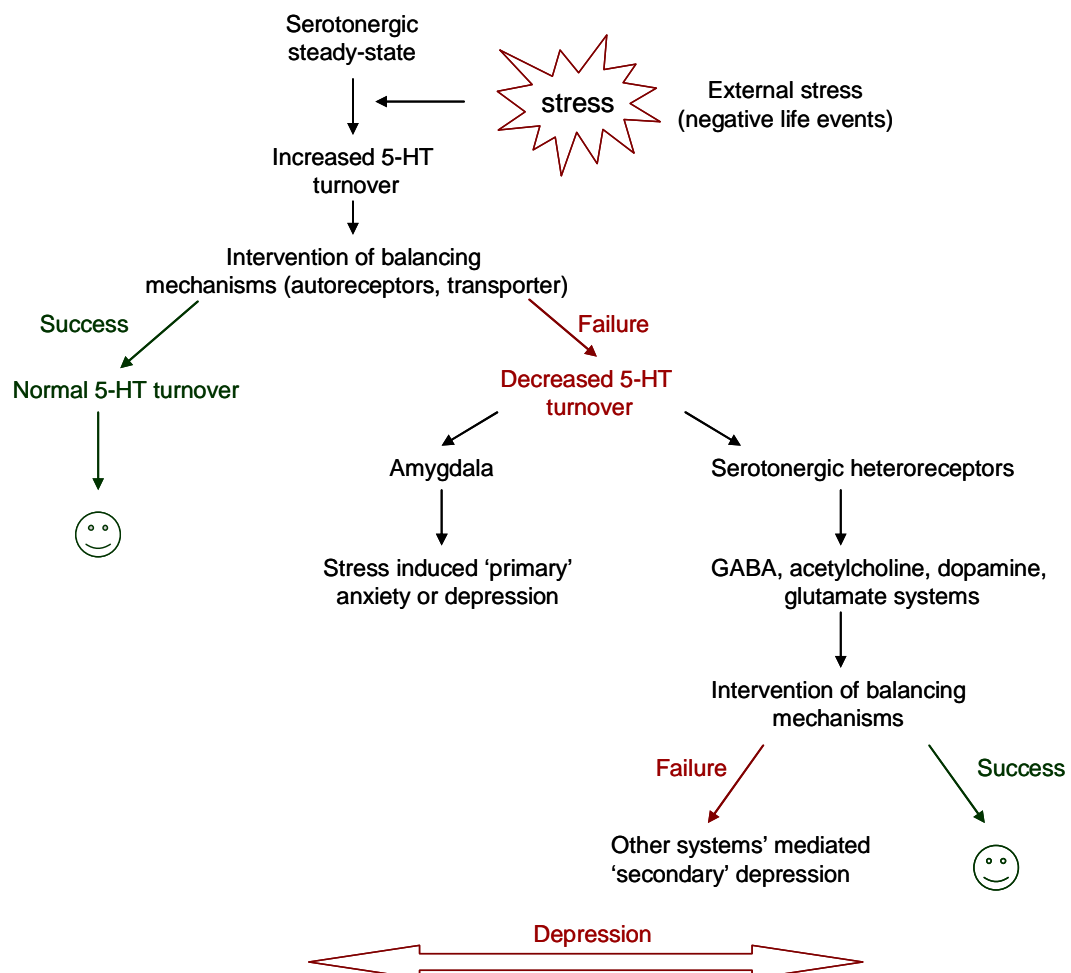 Serotonergic
steady-state
stress
External stress
(negative life events)
Increased 5-HT
turnover
Intervention of balancing
mechanisms (autoreceptors, transporter)
Success
Failure
Normal 5-HT turnover
Decreased 5-HT
turnover
Amygdala
Serotonergic heteroreceptors
Stress induced ‘primary’
anxiety or depression
GABA, acetylcholine, dopamine,
glutamate systems
Intervention of balancing
mechanisms
Failure
Success
Other systems’ mediated
‘secondary’ depression
Depression